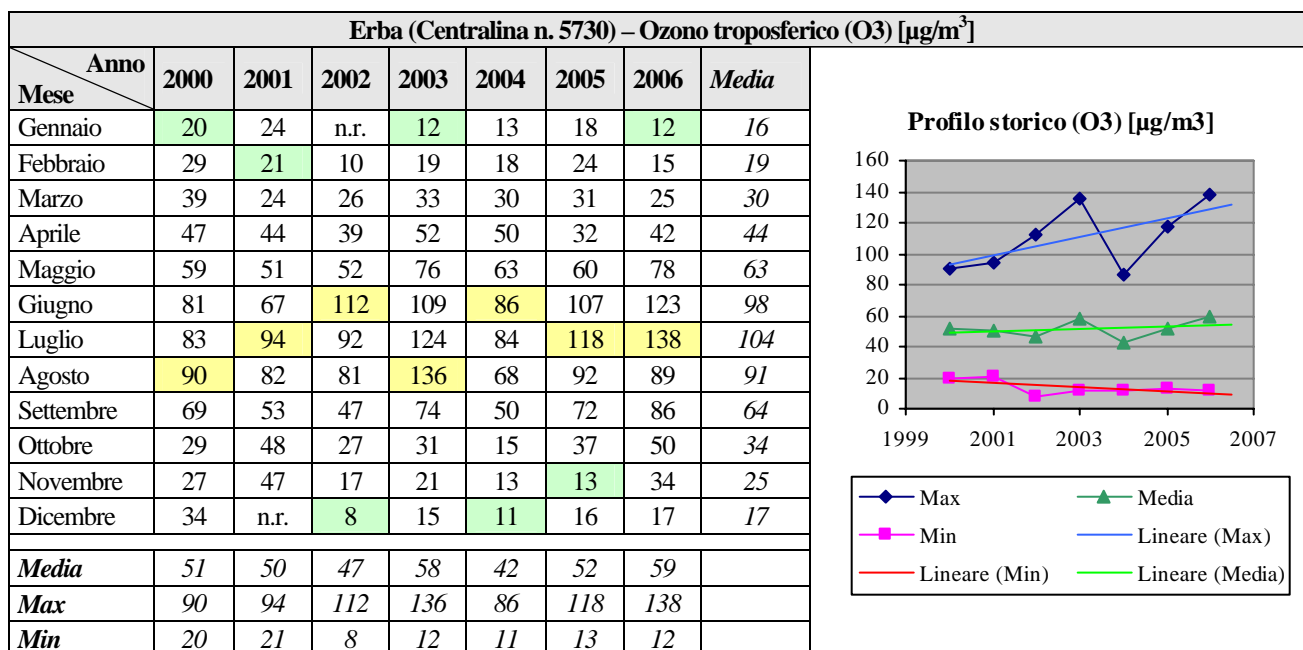 Erba (Centralina n. 5730) – Ozono troposferico (O3) [µg/m³]
Anno
Mese 2000 2001 2002 2003 2004 2005 2006 Media
Gennaio 20 24 n.r. 12 13 18 12 16
Febbraio 29 21 10 19 18 24 15 19
Marzo 39 24 26 33 30 31 25 30
Aprile 47 44 39 52 50 32 42 44
Maggio 59 51 52 76 63 60 78 63
Giugno 81 67 112 109 86 107 123 98
Luglio 83 94 92 124 84 118 138 104
Agosto 90 82 81 136 68 92 89 91
Settembre 69 53 47 74 50 72 86 64
Ottobre 29 48 27 31 15 37 50 34
Novembre 27 47 17 21 13 13 34 25
Dicembre 34 n.r. 8 15 11 16 17 17
Media 51 50 47 58 42 52 59
Max 90 94 112 136 86 118 138
Min 20 21 8 12 11 13 12
Profilo storico (O3) [µg/m3]
160
140
120
100
80
60
40
20
0
1999 2001 2003 2005 2007
Max Media
Min Lineare (Max)
Lineare (Min) Lineare (Media)